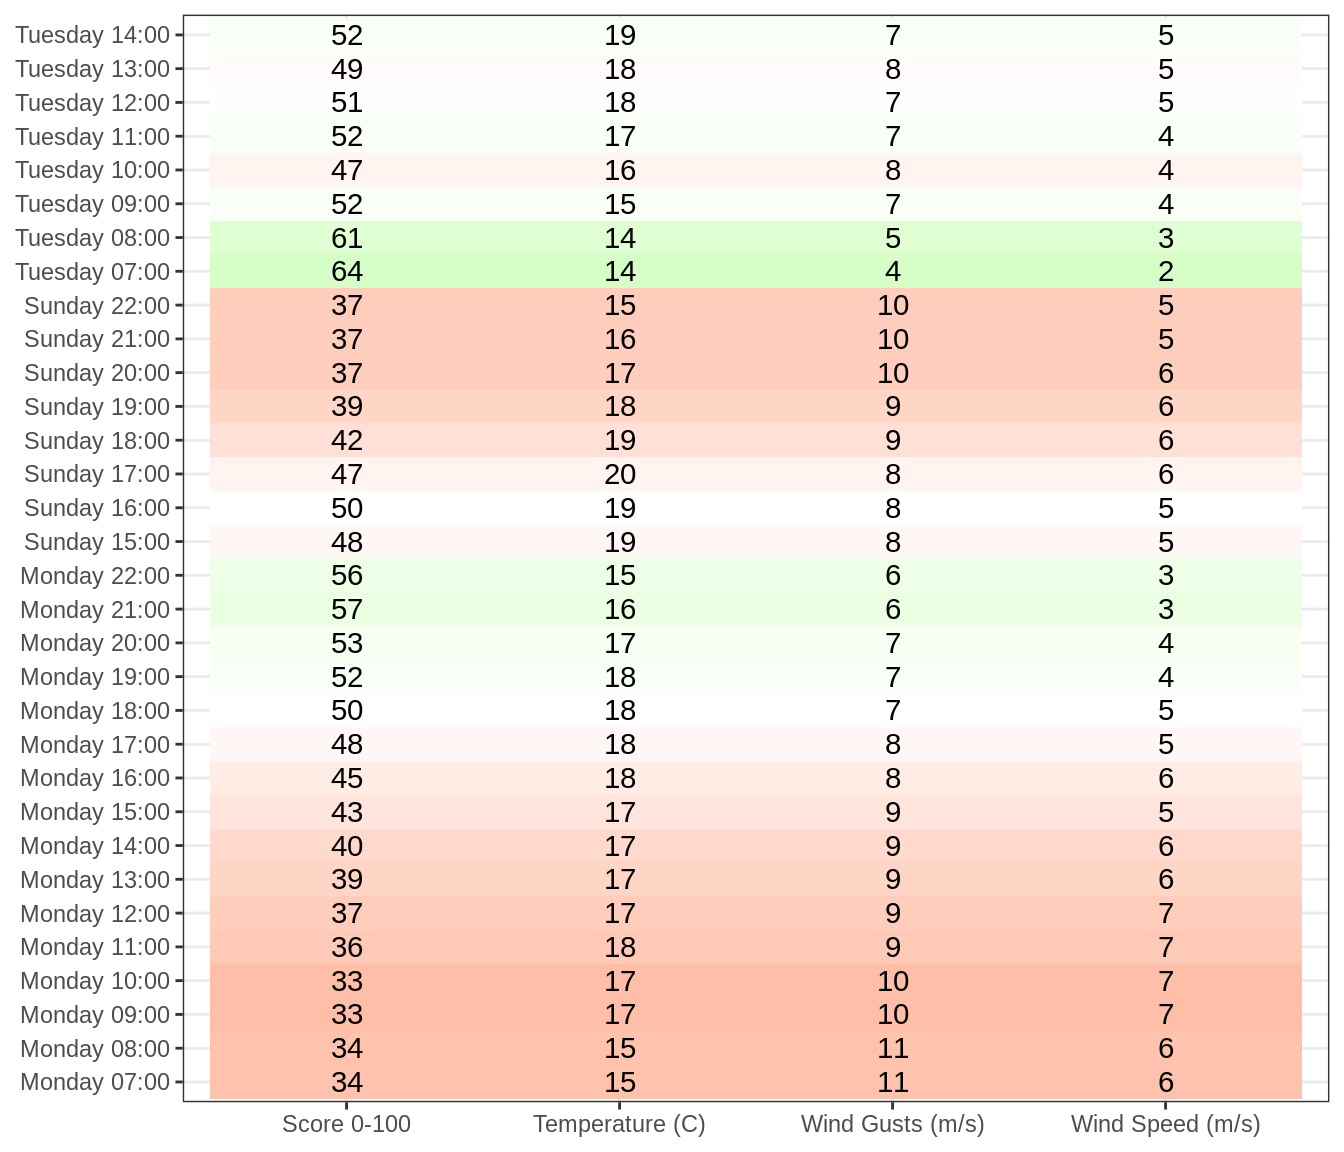 Tuesday 14:00 52 19 7 5
Tuesday 13:00 49 18 8 5
Tuesday 12:00 51 18 7 5
Tuesday 11:00 52 17 7 4
Tuesday 10:00 47 16 8 4
Tuesday 09:00 52 15 7 4
Tuesday 08:00 61 14 5 3
Tuesday 07:00 64 14 4 2
Sunday 22:00 37 15 10 5
Sunday 21:00 37 16 10 5
Sunday 20:00 37 17 10 6
Sunday 19:00 39 18 9 6
Sunday 18:00 42 19 9 6
Sunday 17:00 47 20 8 6
Sunday 16:00 50 19 8 5
Sunday 15:00 48 19 8 5
Monday 22:00 56 15 6 3
Monday 21:00 57 16 6 3
Monday 20:00 53 17 7 4
Monday 19:00 52 18 7 4
Monday 18:00 50 18 7 5
Monday 17:00 48 18 8 5
Monday 16:00 45 18 8 6
Monday 15:00 43 17 9 5
Monday 14:00 40 17 9 6
Monday 13:00 39 17 9 6
Monday 12:00 37 17 9 7
Monday 11:00 36 18 9 7
Monday 10:00 33 17 10 7
Monday 09:00 33 17 10 7
Monday 08:00 34 15 11 6
Monday 07:00 34 15 11 6
Score 0-100 Temperature (C) Wind Gusts (m/s) Wind Speed (m/s)